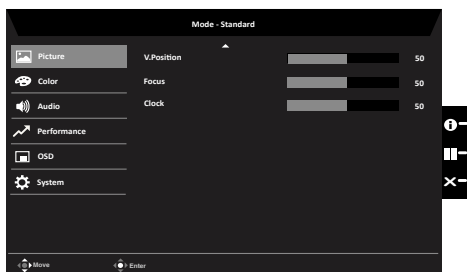 Mode - Standard
Picture
V.Position 50
Color
Focus 50
Audio
Clock 50
Performance
OSD
System
Move Enter